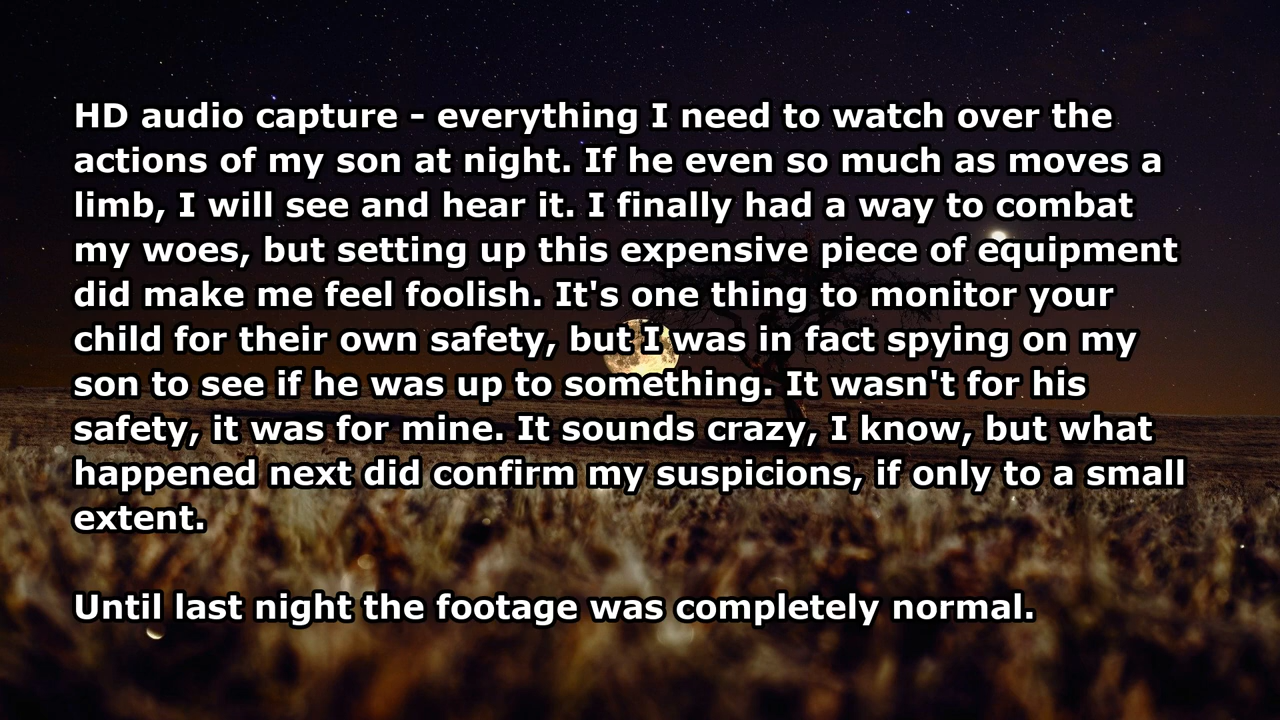 HD audio capture - everything I need to watch over the
actions of my son at night. If he even so much as moves a
limb, I will see and hear it. I finally had a way to combat
my woes, but setting up this expensive piece of equipment
did make me feel foolish. It's one thing to monitor your
child for their own safety, but I was in fact spying on my
son to see if he was up to something. It wasn't for his
safety, it was for mine. It sounds crazy, I know, but what
happened next did confirm my suspicions, if only to a small
extent.
Until last night the footage was completely normal.